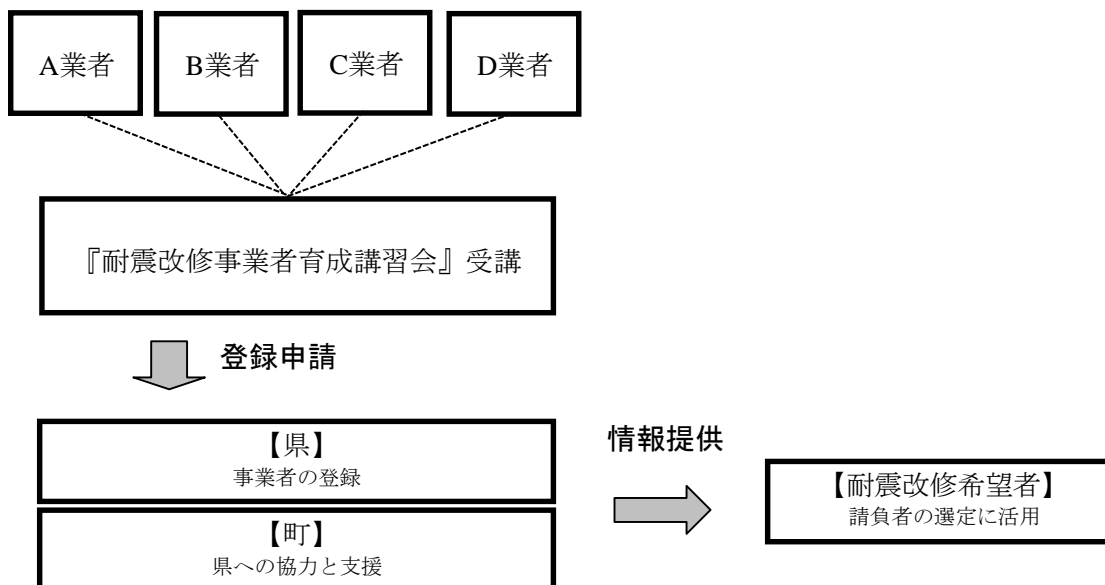 A業者
B業者
C業者
D業者
『耐震改修事業者育成講習会』受講
登録申請
【県】
事業者の登録
【町】
県への協力と支援
情報提供
【耐震改修希望者】
請負者の選定に活用